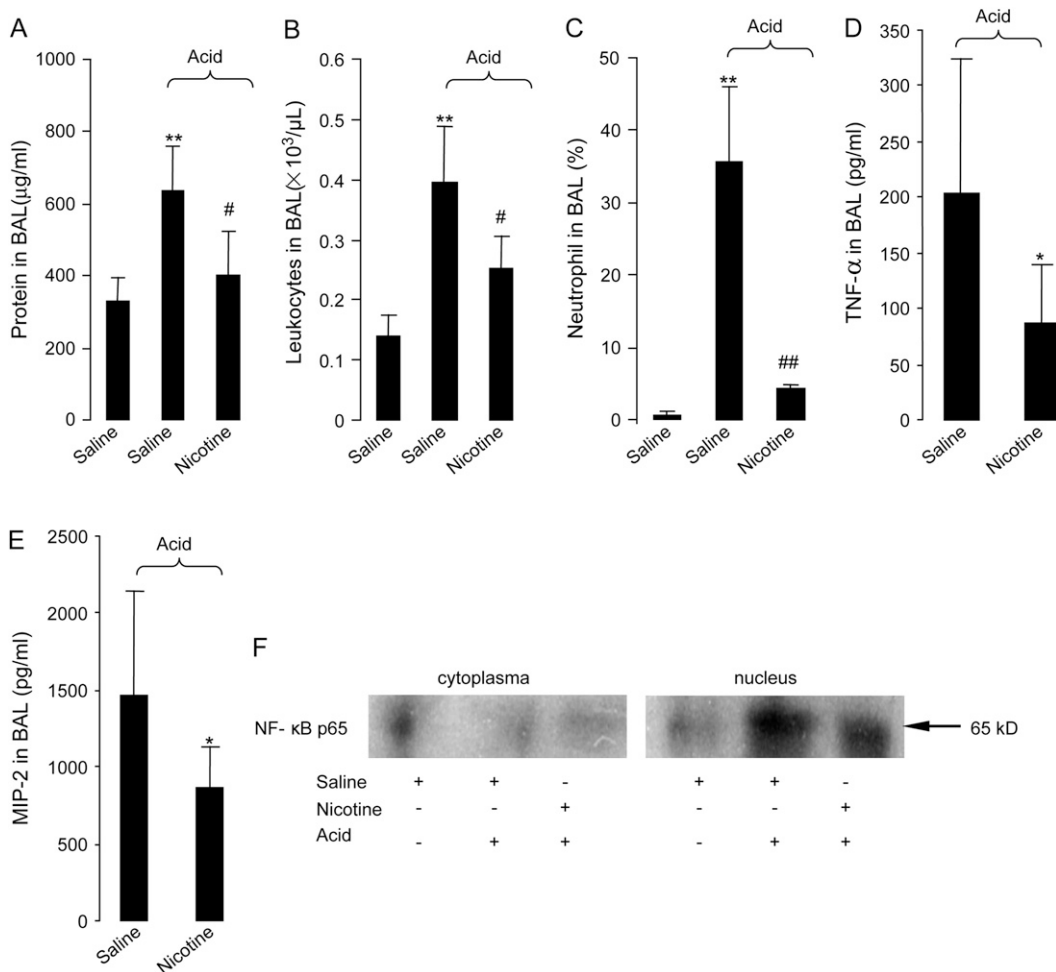 A
Acid
Protein in BAL(µg/ml)
1000
800
600
400
200
0
**
#
Saline
Saline
Nicotine
B
Acid
Leukocytes in BAL(×10³/µL)
0.6
0.5
0.4
0.3
0.2
0.1
0
**
#
Saline
Saline
Nicotine
C
Acid
Neutrophil in BAL (%)
50
40
30
20
10
0
**
##
Saline
Saline
Nicotine
D
Acid
TNF-α in BAL (pg/ml)
350
300
250
200
150
100
50
0
*
Saline
Nicotine
E
Acid
MIP-2 in BAL (pg/ml)
2500
2000
1500
1000
500
0
*
Saline
Nicotine
F
cytoplasma nucleus
NF- κB p65 65 kD
Saline + + - + + -
Nicotine - - + - - +
Acid - + + - + +